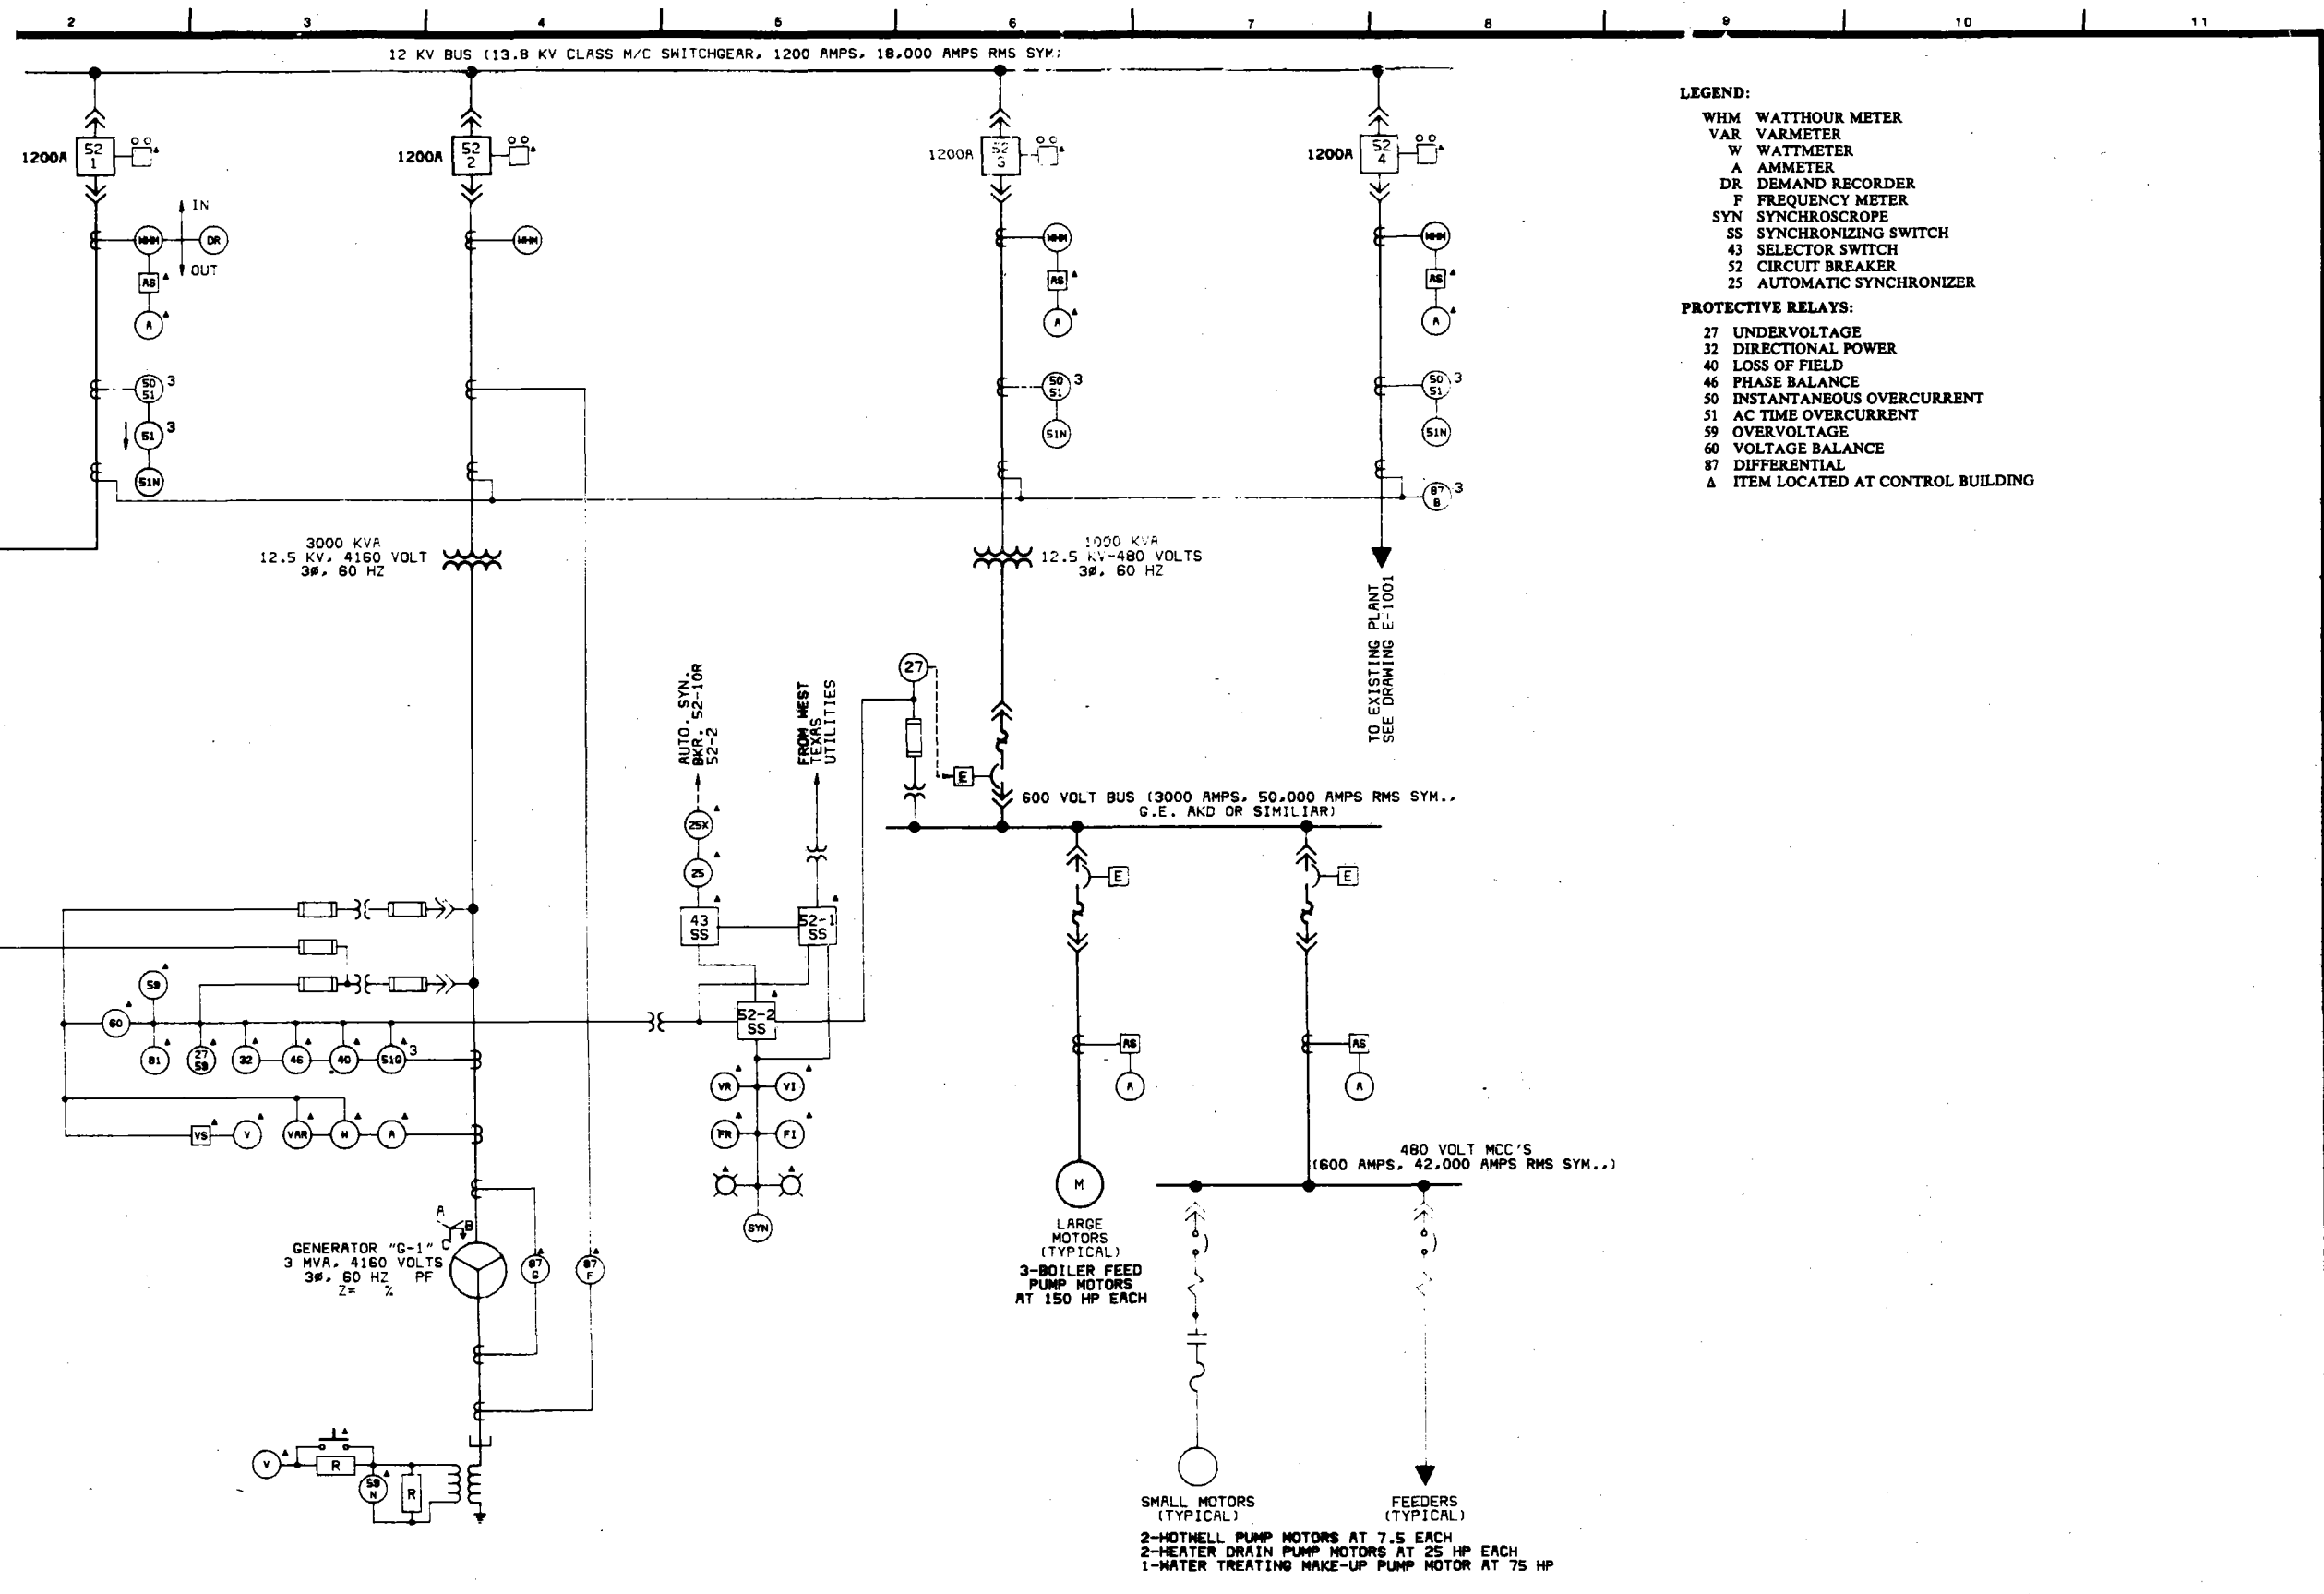 2 3 4 5 6 7 8 9 10 11
12 KV BUS (13.8 KV CLASS M/C SWITCHGEAR, 1200 AMPS, 18,000 AMPS RMS SYM;
1200A
52
1
1200A
52
2
1200A
52
3
1200A
52
4
IN
OUT
WHM
DR
AS
A
50
51
3
51
3
51N
WHM
WHM
AS
A
50
51
3
51N
WHM
AS
A
50
51
3
51N
87
B
3
3000 KVA
12.5 KV, 4160 VOLT
3ø, 60 HZ
1000 KVA
12.5 KV-480 VOLTS
3ø, 60 HZ
TO EXISTING PLANT
SEE DRAWING E-1001
LEGEND:
WHM WATTHOUR METER
VAR VARMETER
W WATTMETER
A AMMETER
DR DEMAND RECORDER
F FREQUENCY METER
SYN SYNCHROSCROPE
SS SYNCHRONIZING SWITCH
43 SELECTOR SWITCH
52 CIRCUIT BREAKER
25 AUTOMATIC SYNCHRONIZER
PROTECTIVE RELAYS:
27 UNDERVOLTAGE
32 DIRECTIONAL POWER
40 LOSS OF FIELD
46 PHASE BALANCE
50 INSTANTANEOUS OVERCURRENT
51 AC TIME OVERCURRENT
59 OVERVOLTAGE
60 VOLTAGE BALANCE
87 DIFFERENTIAL
Δ ITEM LOCATED AT CONTROL BUILDING
AUTO. SYN.
BKR. 52-10R
52-2
FROM WEST
TEXAS
UTILITIES
27
E
600 VOLT BUS (3000 AMPS, 50,000 AMPS RMS SYM.,
G.E. AKD OR SIMILIAR)
25X
25
43
SS
52-1
SS
52-2
SS
E
E
59
60
81
27
59
32
46
40
51G
3
VS
V
VAR
W
A
VR
VI
FR
FI
SYN
AS
A
AS
A
480 VOLT MCC'S
(600 AMPS, 42,000 AMPS RMS SYM..)
M
LARGE
MOTORS
(TYPICAL)
3-BOILER FEED
PUMP MOTORS
AT 150 HP EACH
A
B
C
GENERATOR "G-1"
3 MVA, 4160 VOLTS
3ø, 60 HZ PF
Z= %
87
G
87
F
V
R
59
N
R
SMALL MOTORS
(TYPICAL)
FEEDERS
(TYPICAL)
2-HOTWELL PUMP MOTORS AT 7.5 EACH
2-HEATER DRAIN PUMP MOTORS AT 25 HP EACH
1-WATER TREATING MAKE-UP PUMP MOTOR AT 75 HP